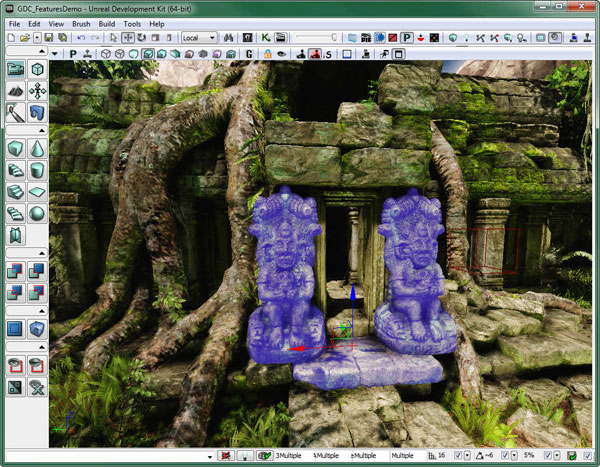 GDC_FeaturesDemo - Unreal Development Kit (64-bit)
File Edit View Brush Build Tools Help
Local
P
P G S
3Multiple Multiple Multiple Multiple 16 ~6 5%